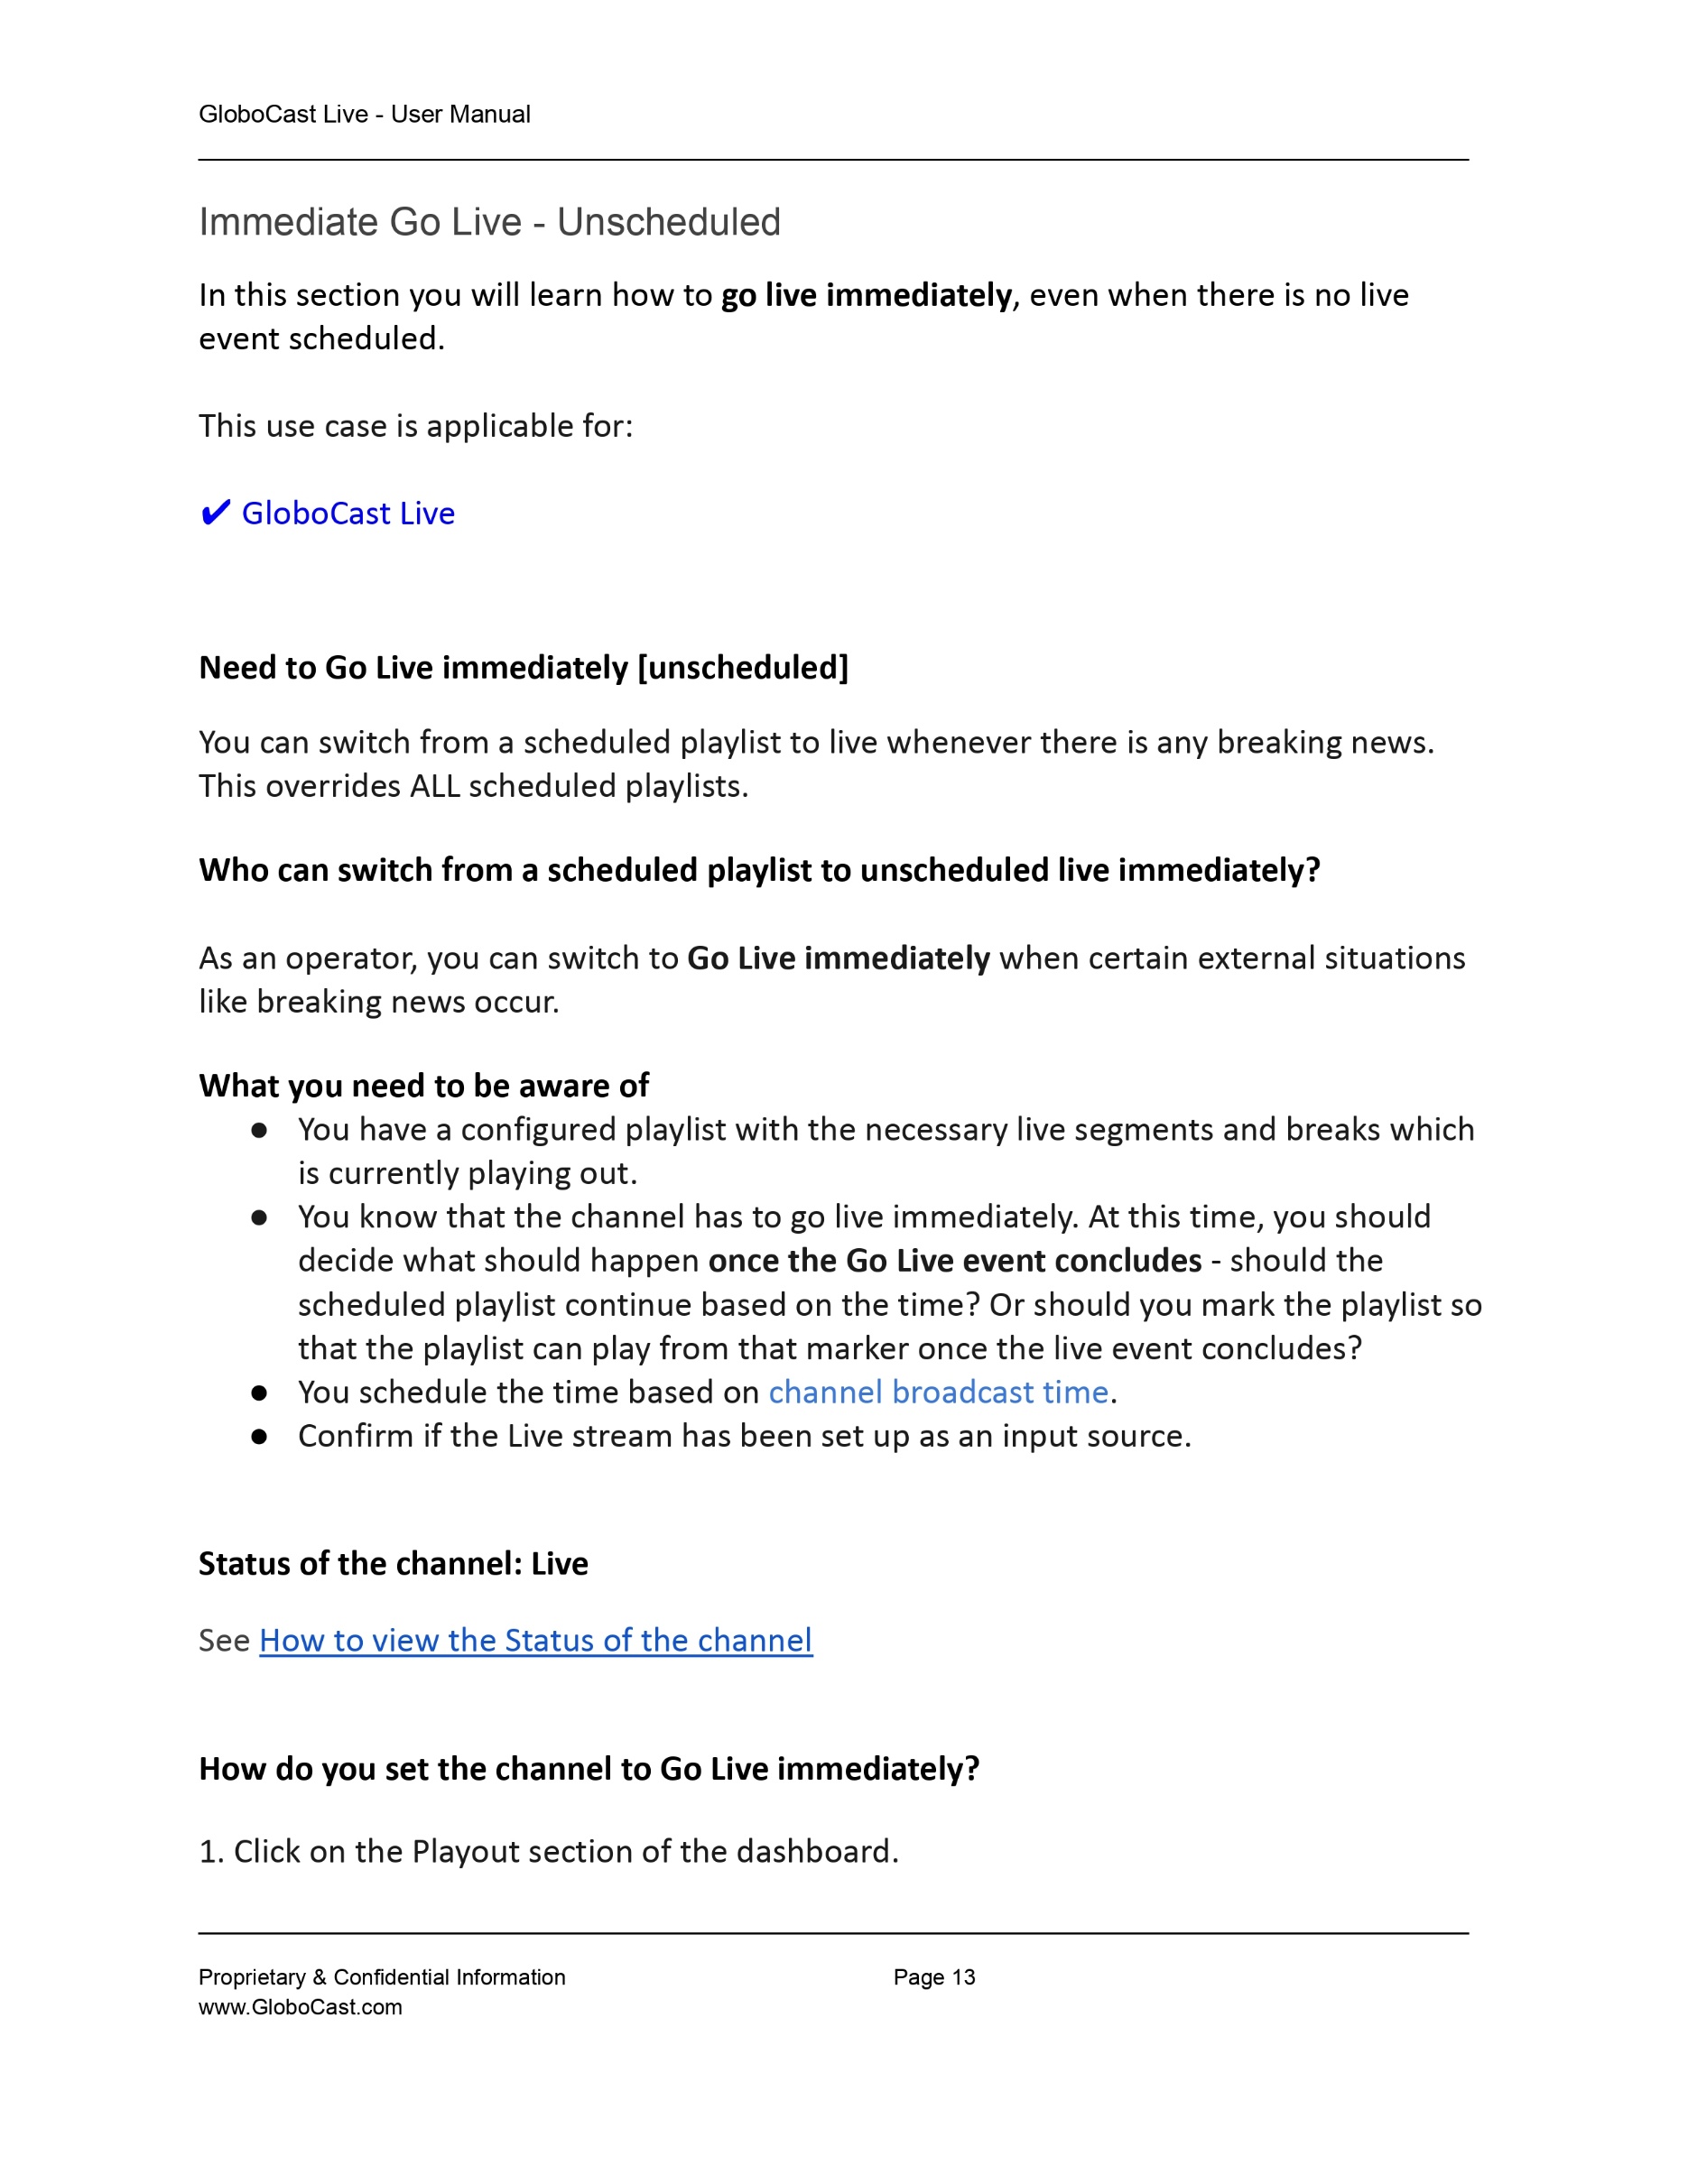 GloboCast Live - User Manual
Immediate Go Live - Unscheduled
In this section you will learn how to go live immediately, even when there is no live
event scheduled.
This use case is applicable for:
✔ GloboCast Live
Need to Go Live immediately [unscheduled]
You can switch from a scheduled playlist to live whenever there is any breaking news.
This overrides ALL scheduled playlists.
Who can switch from a scheduled playlist to unscheduled live immediately?
As an operator, you can switch to Go Live immediately when certain external situations
like breaking news occur.
What you need to be aware of
● You have a configured playlist with the necessary live segments and breaks which
is currently playing out.
● You know that the channel has to go live immediately. At this time, you should
decide what should happen once the Go Live event concludes - should the
scheduled playlist continue based on the time? Or should you mark the playlist so
that the playlist can play from that marker once the live event concludes?
● You schedule the time based on channel broadcast time.
● Confirm if the Live stream has been set up as an input source.
Status of the channel: Live
See How to view the Status of the channel
How do you set the channel to Go Live immediately?
1. Click on the Playout section of the dashboard.
Proprietary & Confidential Information Page 13
www.GloboCast.com